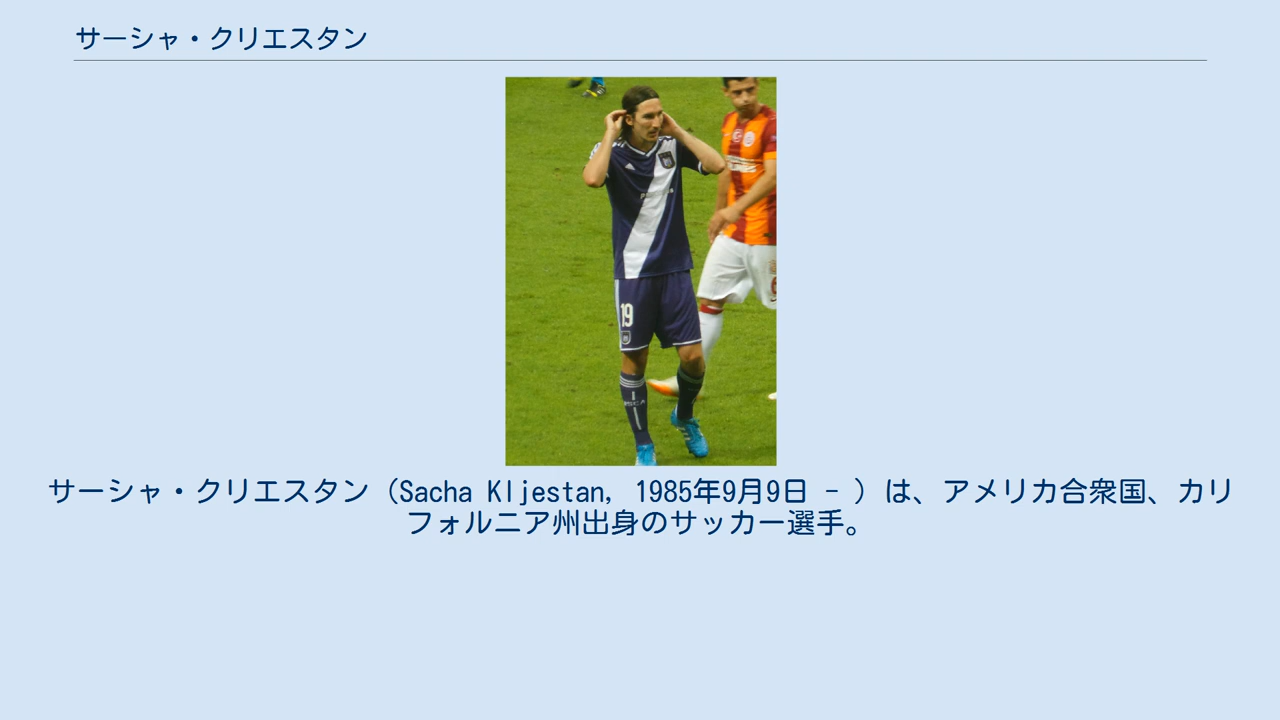 サーシャ・クリエスタン
19
サーシャ・クリエスタン（Sacha Kljestan, 1985年9月9日 - ）は、アメリカ合衆国、カリ
フォルニア州出身のサッカー選手。